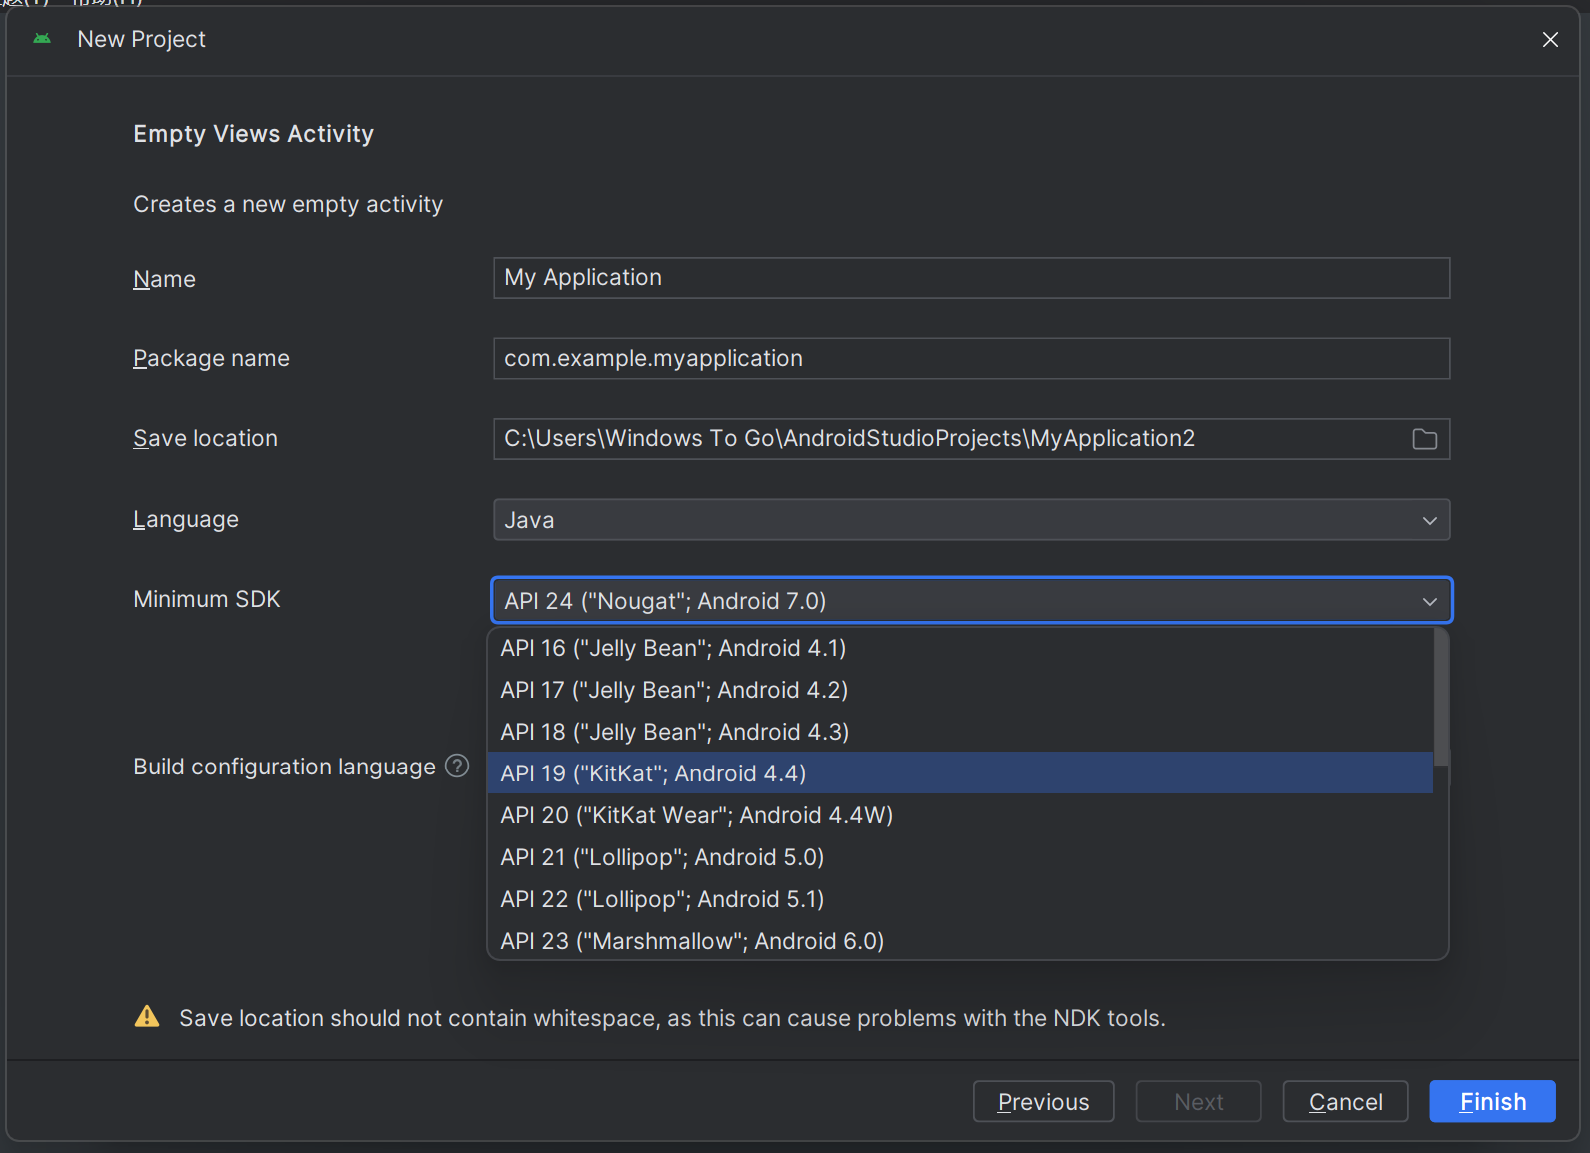 New Project
Empty Views Activity
Creates a new empty activity
Name
My Application
Package name
com.example.myapplication
Save location
C:\Users\Windows To Go\AndroidStudioProjects\MyApplication2
Language
Java
Minimum SDK
API 24 ("Nougat"; Android 7.0)
API 16 ("Jelly Bean"; Android 4.1)
API 17 ("Jelly Bean"; Android 4.2)
API 18 ("Jelly Bean"; Android 4.3)
Build configuration language ?
API 19 ("KitKat"; Android 4.4)
API 20 ("KitKat Wear"; Android 4.4W)
API 21 ("Lollipop"; Android 5.0)
API 22 ("Lollipop"; Android 5.1)
API 23 ("Marshmallow"; Android 6.0)
Save location should not contain whitespace, as this can cause problems with the NDK tools.
Previous
Next
Cancel
Finish